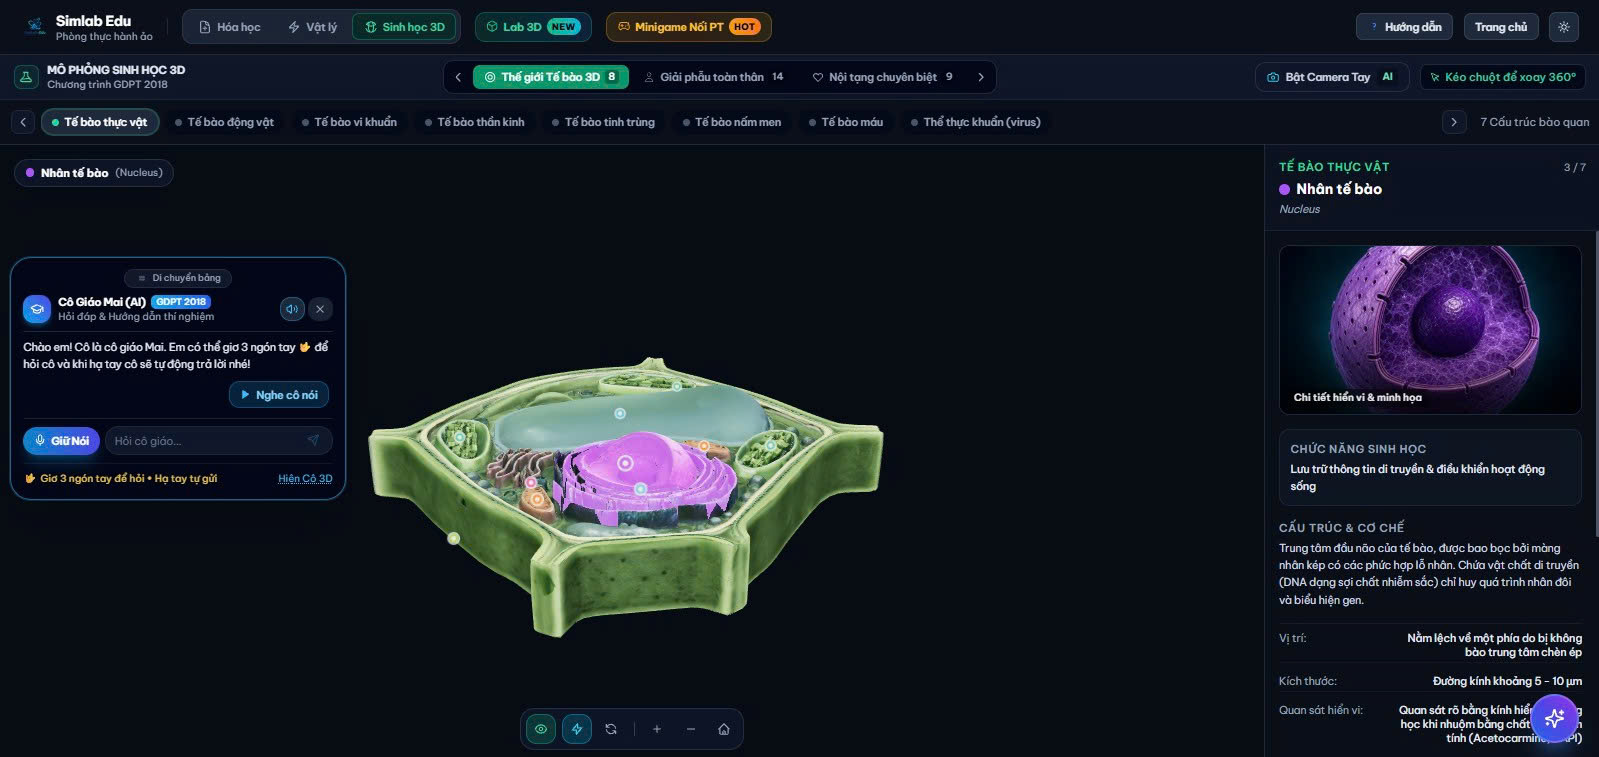 Simlab Edu
Phòng thực hành ảo
Hóa học
Vật lý
Sinh học 3D
Lab 3D NEW
Minigame Nối PT HOT
? Hướng dẫn
Trang chủ
MÔ PHỎNG SINH HỌC 3D
Chương trình GDPT 2018
Thế giới Tế bào 3D 8
Giải phẫu toàn thân 14
Nội tạng chuyên biệt 9
Bật Camera Tay AI
Kéo chuột để xoay 360°
Tế bào thực vật
Tế bào động vật
Tế bào vi khuẩn
Tế bào thần kinh
Tế bào tinh trùng
Tế bào nấm men
Tế bào máu
Thể thực khuẩn (virus)
7 Cấu trúc bào quan
Nhân tế bào (Nucleus)
Di chuyển bảng
Cô Giáo Mai (AI) GDPT 2018
Hỏi đáp & Hướng dẫn thí nghiệm
Chào em! Cô là cô giáo Mai. Em có thể giơ 3 ngón tay 🤟 để
hỏi cô và khi hạ tay cô sẽ tự động trả lời nhé!
Nghe cô nói
Giữ Nói
Hỏi cô giáo...
🤟 Giơ 3 ngón tay để hỏi • Hạ tay tự gửi
Hiện Cô 3D
TẾ BÀO THỰC VẬT
3 / 7
Nhân tế bào
Nucleus
Chi tiết hiển vi & minh họa
CHỨC NĂNG SINH HỌC
Lưu trữ thông tin di truyền & điều khiển hoạt động
sống
CẤU TRÚC & CƠ CHẾ
Trung tâm đầu não của tế bào, được bao bọc bởi màng
nhân kép có các phức hợp lỗ nhân. Chứa vật chất di truyền
(DNA dạng sợi chất nhiễm sắc) chỉ huy quá trình nhân đôi
và biểu hiện gen.
Vị trí:
Nằm lệch về một phía do bị không
bào trung tâm chèn ép
Kích thước:
Đường kính khoảng 5 - 10 µm
Quan sát hiển vi:
Quan sát rõ bằng kính hiển
học khi nhuộm bằng chất
tính (Acetocarmine